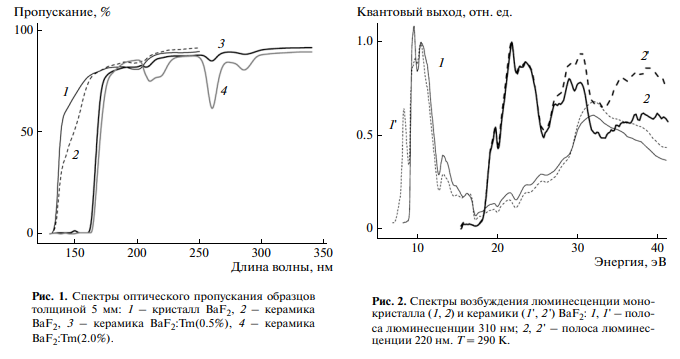 Пропускание, %
100
50
0
150
200
250
300
350
Длина волны, нм
1
2
3
4
Рис. 1. Спектры оптического пропускания образцов
толщиной 5 мм: 1 – кристалл BaF2, 2 – керамика
BaF2, 3 – керамика BaF2:Tm(0.5%), 4 – керамика
BaF2:Tm(2.0%).
Квантовый выход, отн. ед.
1.0
0.5
0
10
20
30
40
Энергия, эВ
1
1'
2'
2
Рис. 2. Спектры возбуждения люминесценции моно-
кристалла (1, 2) и керамики (1', 2') BaF2: 1, 1' – поло-
са люминесценции 310 нм; 2, 2' – полоса люминес-
ценции 220 нм. T = 290 K.